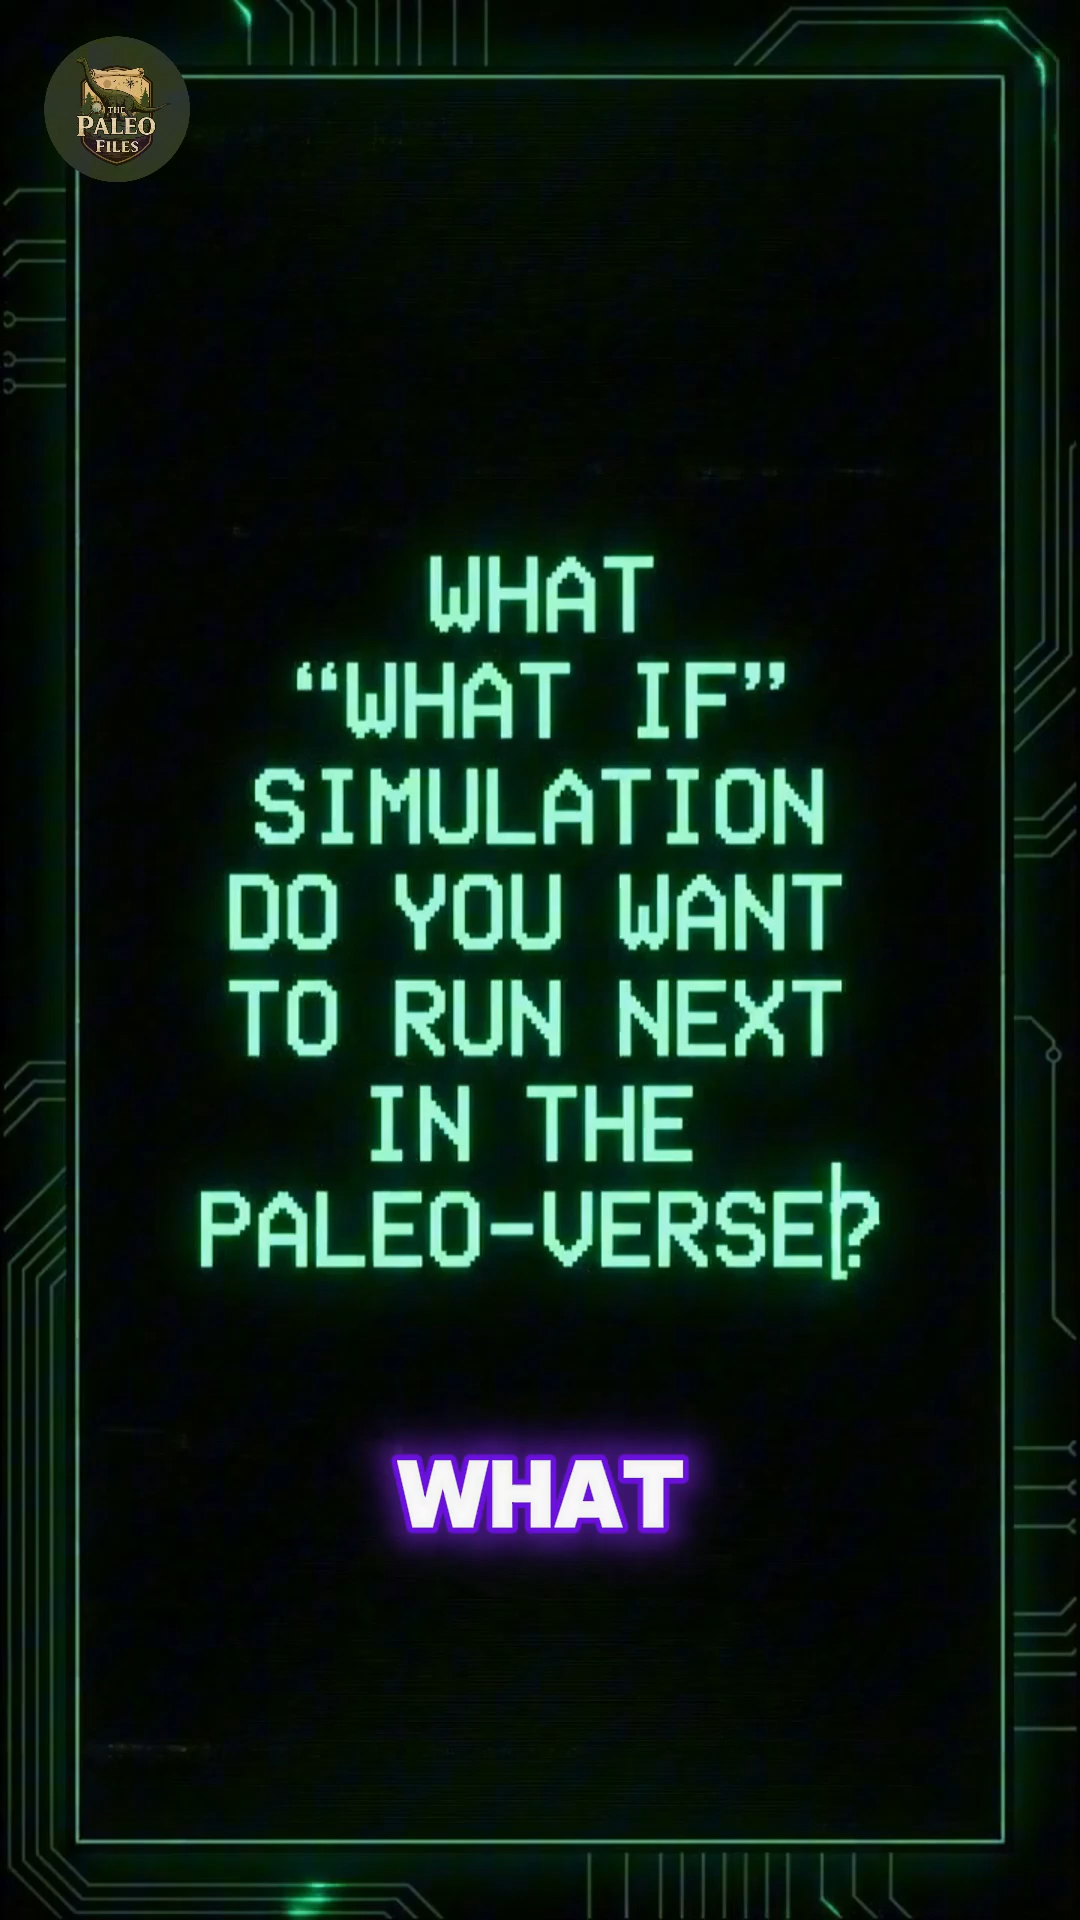 THE
PALEO
FILES
WHAT
“WHAT IF”
SIMULATION
DO YOU WANT
TO RUN NEXT
IN THE
PALEO-VERSE?
WHAT